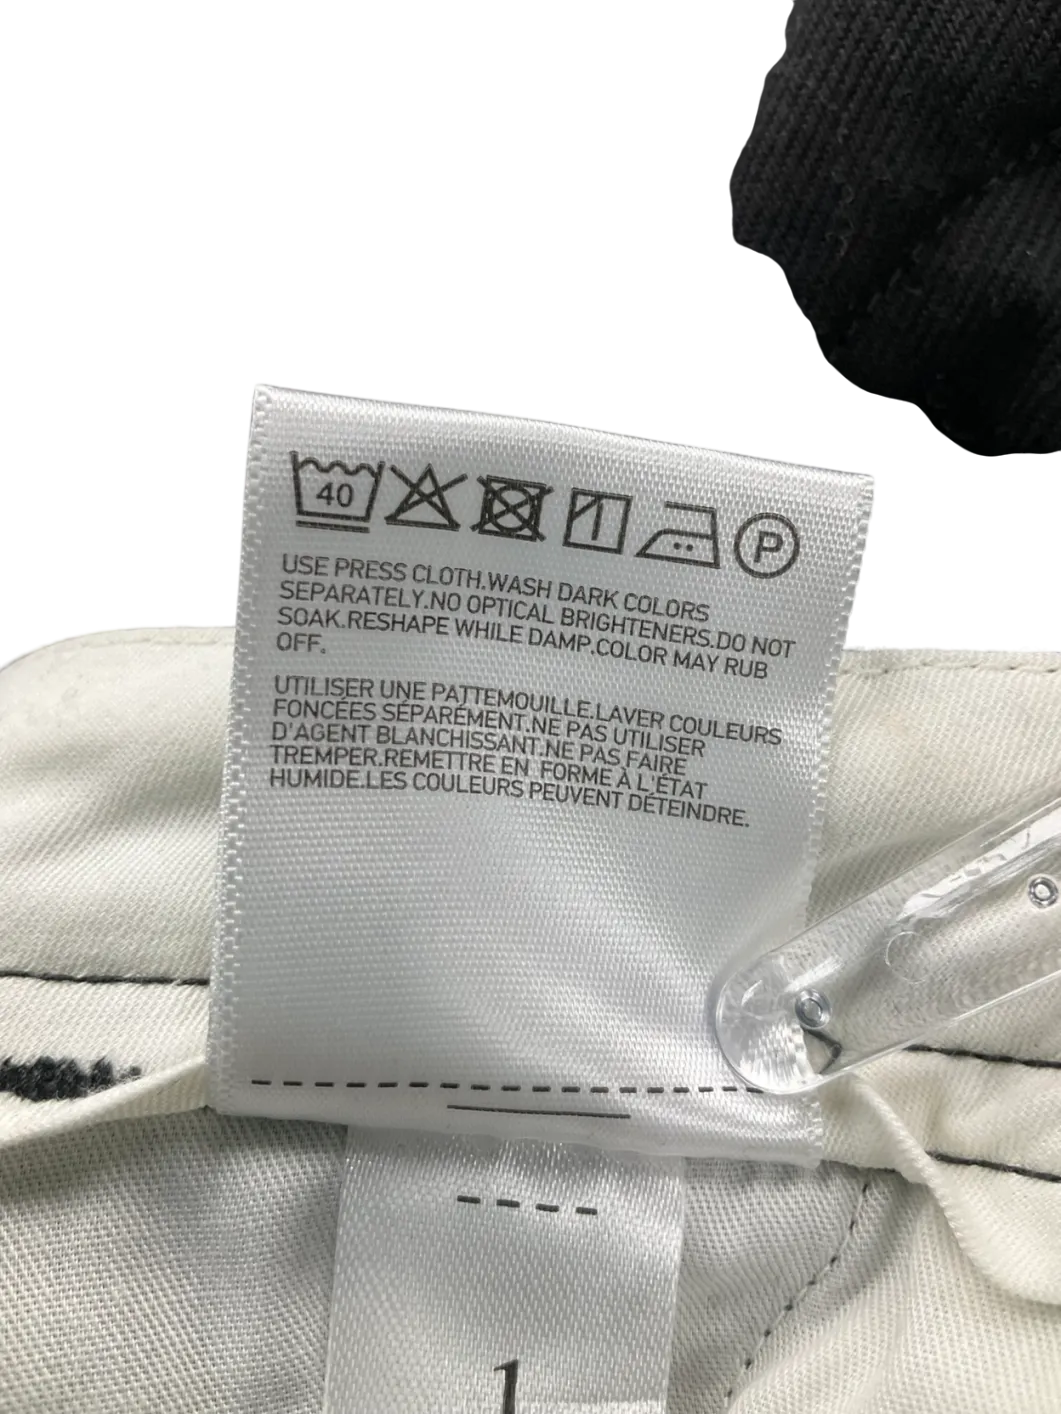 40
P
USE PRESS CLOTH.WASH DARK COLORS
SEPARATELY.NO OPTICAL BRIGHTENERS.DO NOT
SOAK.RESHAPE WHILE DAMP.COLOR MAY RUB
OFF.
UTILISER UNE PATTEMOUILLE.LAVER COULEURS
FONCÉES SÉPARÉMENT.NE PAS UTILISER
D'AGENT BLANCHISSANT.NE PAS FAIRE
TREMPER.REMETTRE EN FORME À L'ÉTAT
HUMIDE.LES COULEURS PEUVENT DÉTEINDRE.
1